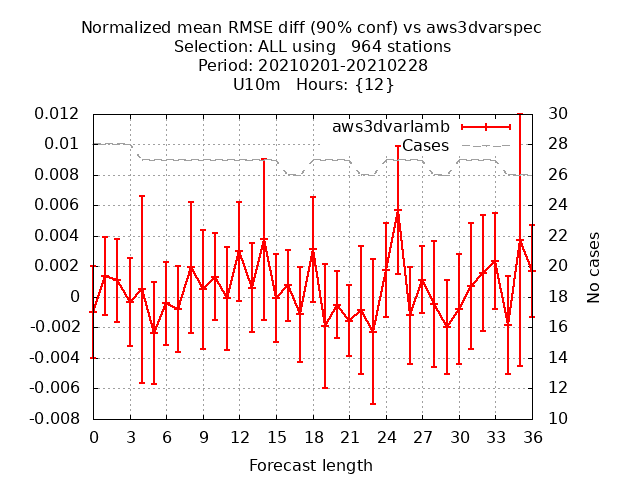 Normalized mean RMSE diff (90% conf) vs aws3dvarspec
Selection: ALL using   964 stations
Period: 20210201-20210228
U10m   Hours: {12}
aws3dvarlamb
Cases
0.012
0.01
0.008
0.006
0.004
0.002
0
-0.002
-0.004
-0.006
-0.008
30
28
26
24
22
20
18
16
14
12
10
No cases
0 3 6 9 12 15 18 21 24 27 30 33 36
Forecast length